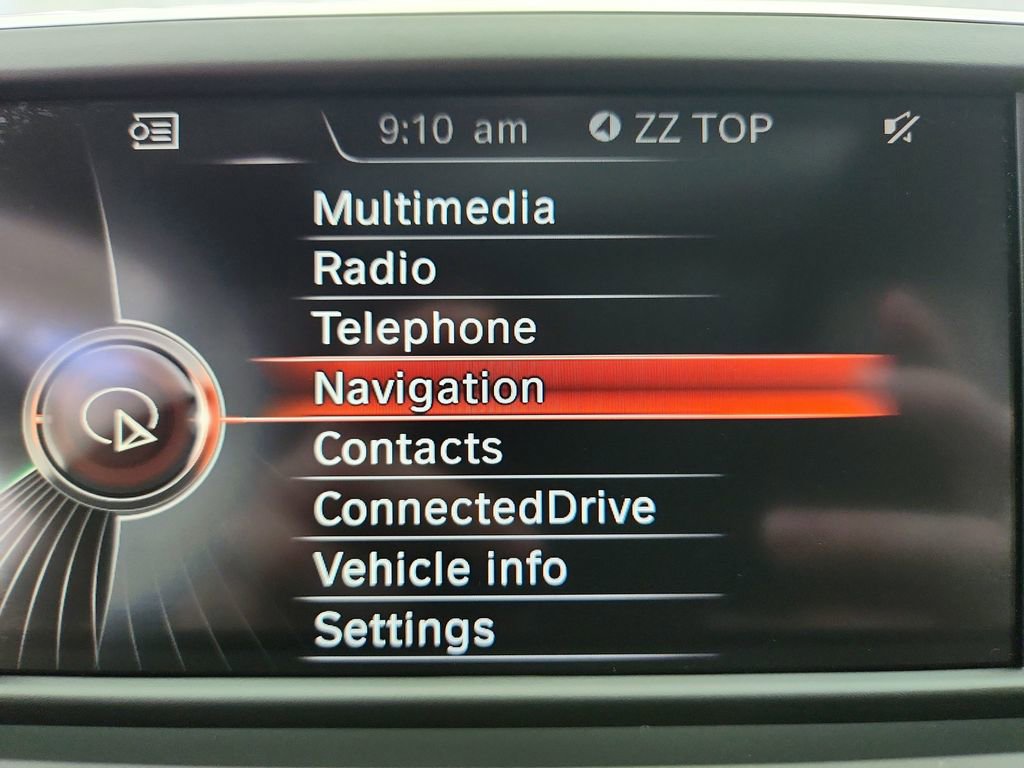 9:10 am ZZ TOP
Multimedia
Radio
Telephone
Navigation
Contacts
ConnectedDrive
Vehicle info
Settings